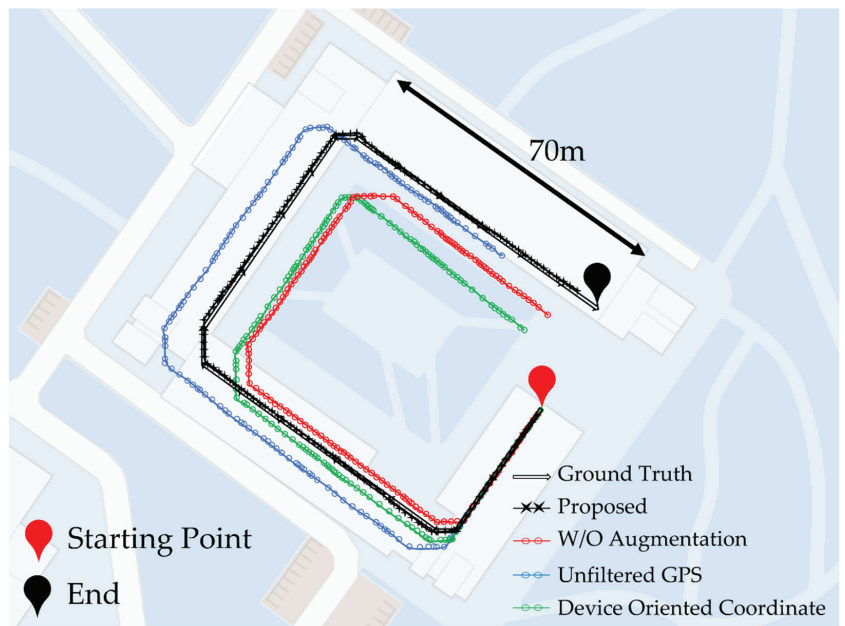 70m
Starting Point
End
Ground Truth
Proposed
W/O Augmentation
Unfiltered GPS
Device Oriented Coordinate